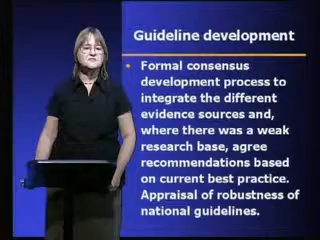 Guideline development
• Formal consensus
development process to
integrate the different
evidence sources and,
where there was a weak
research base, agree
recommendations based
on current best practice.
Appraisal of robustness of
national guidelines.